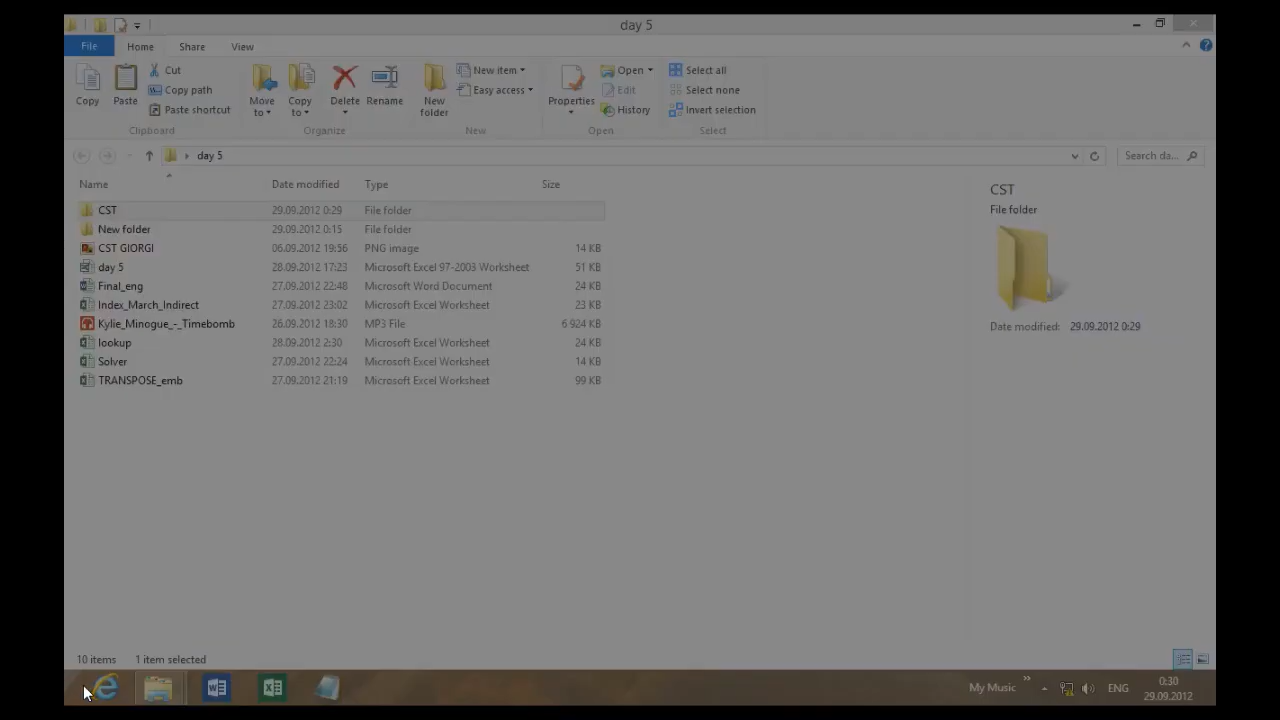 day 5
File Home Share View
Copy Paste Cut Copy path Paste shortcut Move to Copy to Delete Rename New folder New item Easy access Properties Open Edit History Select all Select none Invert selection
Clipboard Organize New Open Select
day 5 Search da...
Name Date modified Type Size
CST 29.09.2012 0:29 File folder
New folder 29.09.2012 0:15 File folder
CST GIORGI 06.09.2012 19:56 PNG image 14 KB
day 5 28.09.2012 17:23 Microsoft Excel 97-2003 Worksheet 51 KB
Final_eng 27.09.2012 22:48 Microsoft Word Document 24 KB
Index_March_Indirect 27.09.2012 23:02 Microsoft Excel Worksheet 23 KB
Kylie_Minogue_-_Timebomb 26.09.2012 18:30 MP3 File 6 924 KB
lookup 28.09.2012 2:30 Microsoft Excel Worksheet 24 KB
Solver 27.09.2012 22:24 Microsoft Excel Worksheet 14 KB
TRANSPOSE_emb 27.09.2012 21:19 Microsoft Excel Worksheet 99 KB
CST
File folder
Date modified: 29.09.2012 0:29
10 items 1 item selected
My Music ENG 0:30
29.09.2012